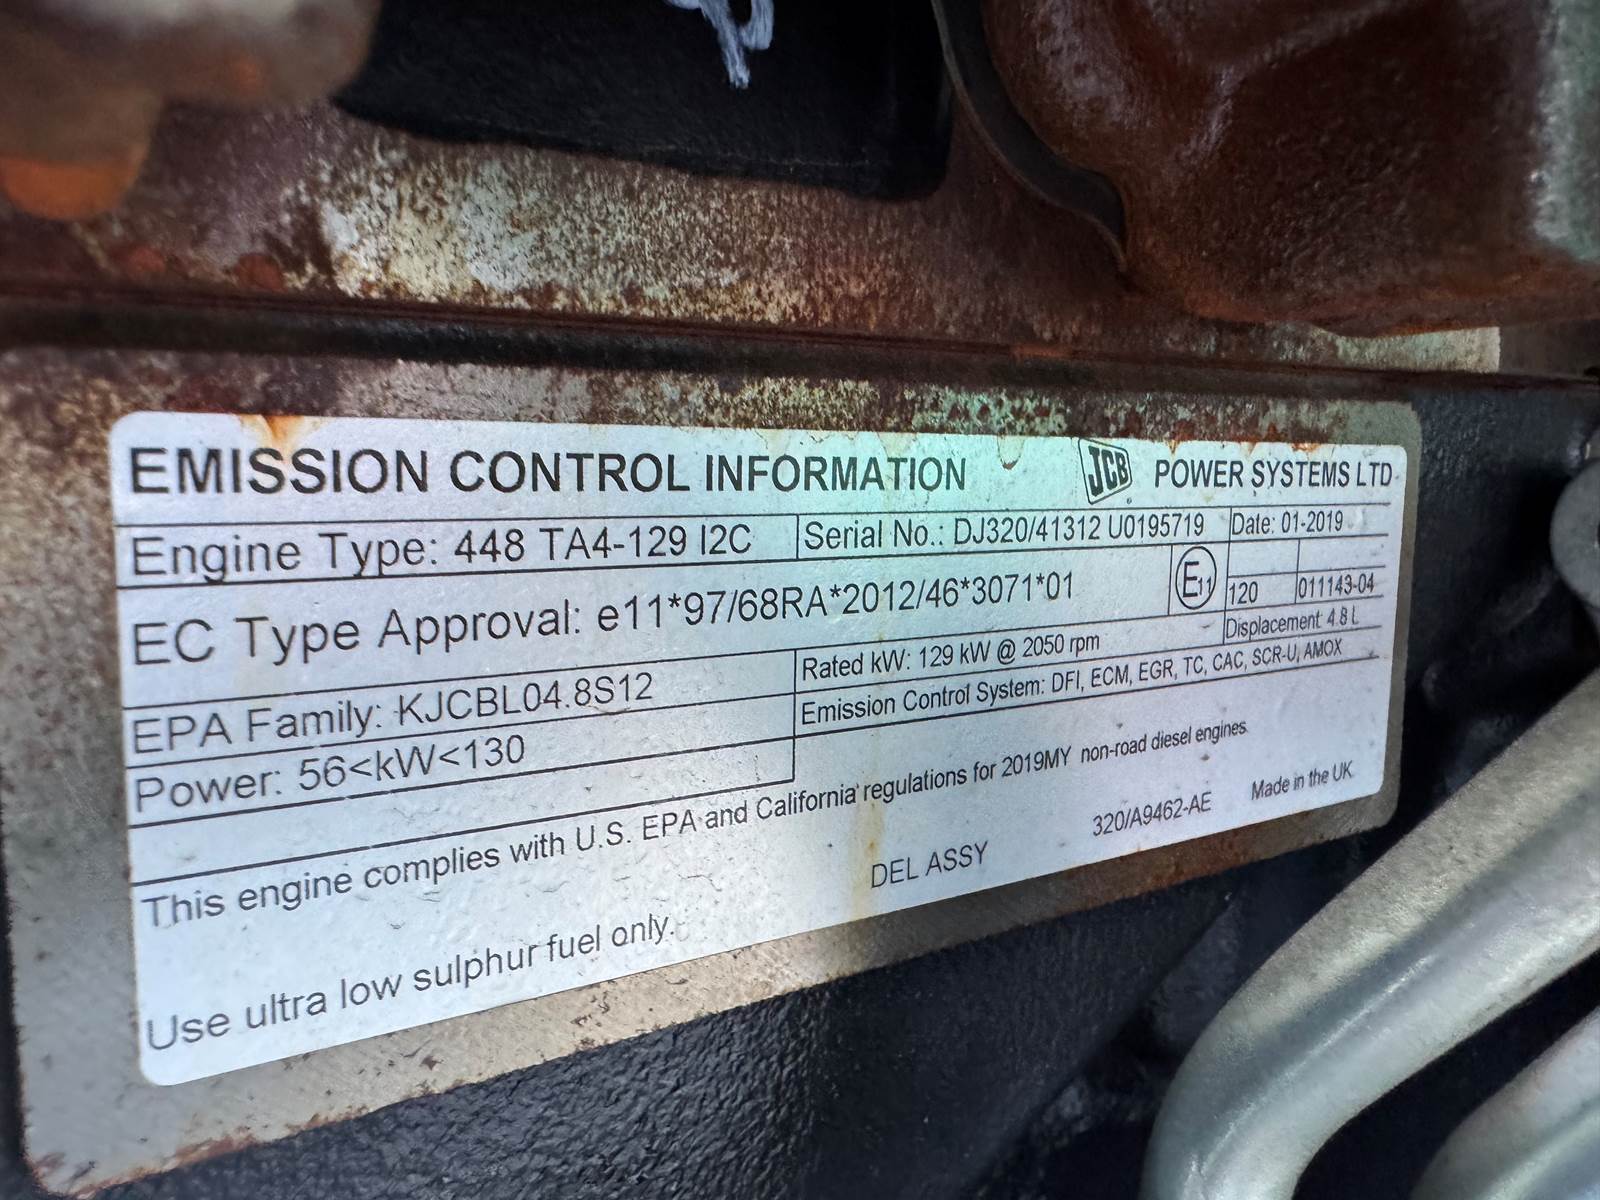 EMISSION CONTROL INFORMATION JCB POWER SYSTEMS LTD
Engine Type: 448 TA4-129 I2C Serial No.: DJ320/41312 U0195719 Date: 01-2019
EC Type Approval: e11*97/68RA*2012/46*3071*01 E11 120 011143-04
EPA Family: KJCBL04.8S12 Rated kW: 129 kW @ 2050 rpm Displacement 4.8 L
Power: 56<kW<130 Emission Control System: DFI, ECM, EGR, TC, CAC, SCR-U, AMOX
This engine complies with U.S. EPA and California regulations for 2019MY non-road diesel engines.
Use ultra low sulphur fuel only. DEL ASSY 320/A9462-AE Made in the UK